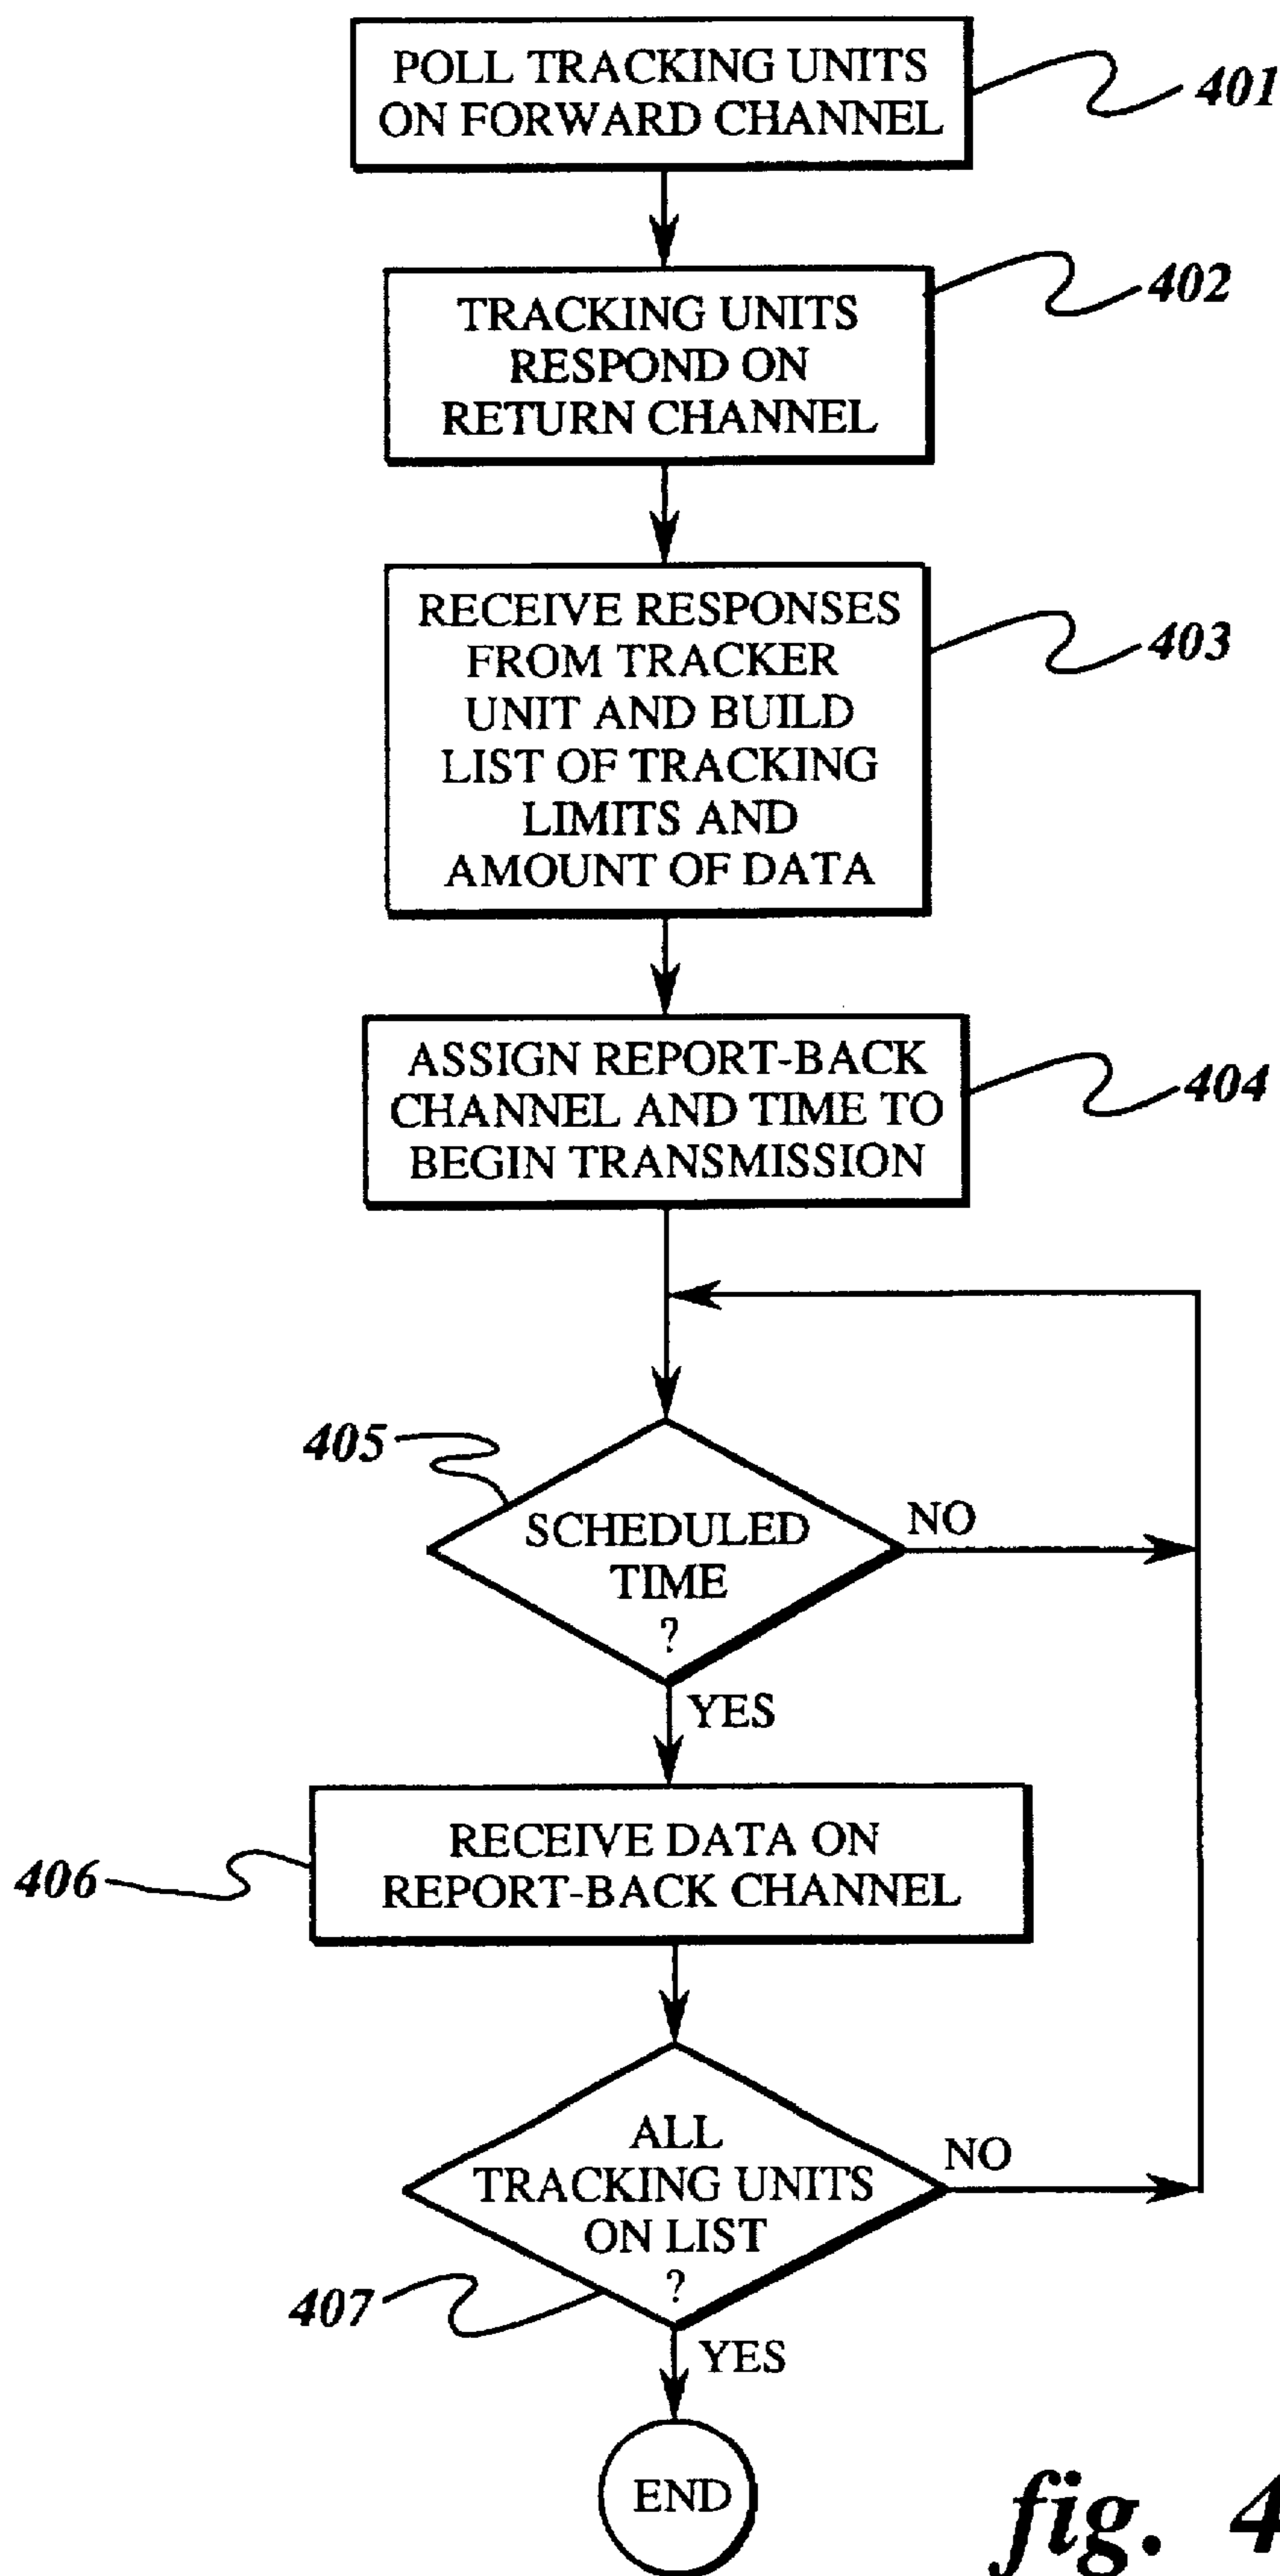 POLL TRACKING UNITS
ON FORWARD CHANNEL
401
TRACKING UNITS
RESPOND ON
RETURN CHANNEL
402
RECEIVE RESPONSES
FROM TRACKER
UNIT AND BUILD
LIST OF TRACKING
LIMITS AND
AMOUNT OF DATA
403
ASSIGN REPORT-BACK
CHANNEL AND TIME TO
BEGIN TRANSMISSION
404
405
SCHEDULED
TIME
?
NO
YES
RECEIVE DATA ON
REPORT-BACK CHANNEL
406
ALL
TRACKING UNITS
ON LIST
?
NO
407
YES
END
fig. 4